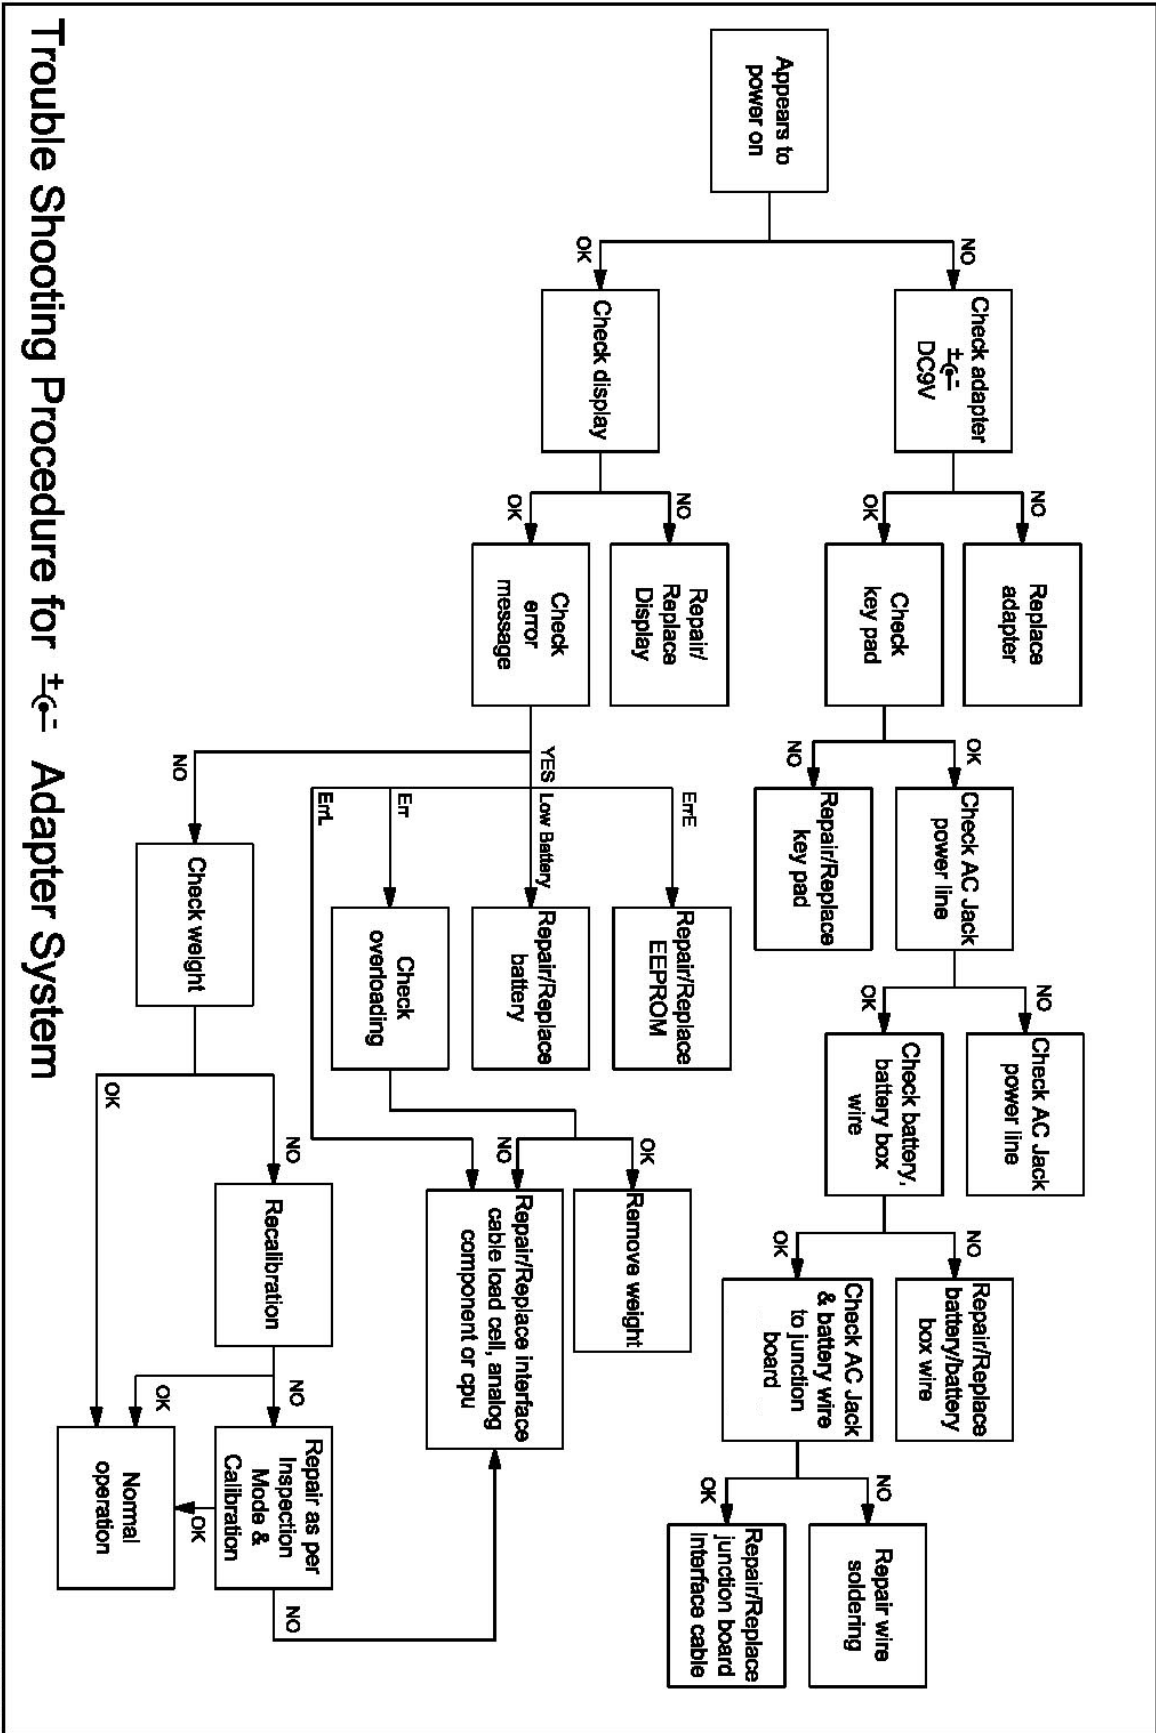 Appears to
power on
NO
OK
Check adapter
DC9V
NO
OK
Replace
adapter
Check
key pad
OK
NO
Check AC Jack
power line
Repair/Replace
key pad
NO
OK
Check AC Jack
power line
Check battery,
battery box
wire
NO
OK
Repair/Replace
battery/battery
box wire
Check AC Jack
& battery wire
to junction
board
NO
OK
Repair wire
soldering
Repair/Replace
junction board
Interface cable
Check display
NO
OK
Repair/
Replace
Display
Check
error
message
YES
NO
ErrE
Low Battery
Err
ErrL
Repair/Replace
EEPROM
Repair/Replace
battery
Check
overloading
OK
NO
Remove weight
Repair/Replace interface
cable load cell, analog
component or cpu
Check weight
NO
OK
Recalibration
NO
OK
Repair as per
Inspection
Mode &
Calibration
NO
OK
Normal
operation
Trouble Shooting Procedure for Adapter System